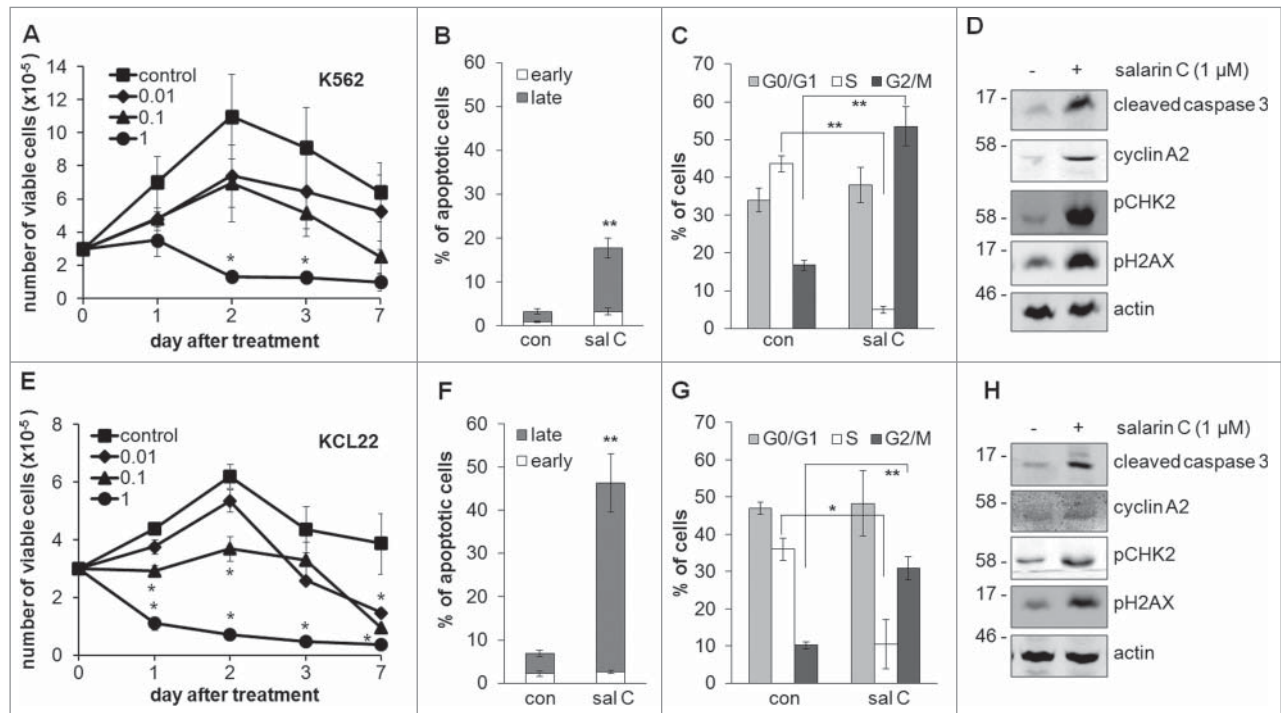 A
K562
control
0.01
0.1
1
number of viable cells (x10-5)
14
12
10
8
6
4
2
0
0 1 2 3 7
* *
day after treatment
B
early
late
% of apoptotic cells
60
50
40
30
20
10
0
**
con sal C
C
G0/G1 S G2/M
% of cells
70
60
50
40
30
20
10
0
**
**
con sal C
D
- + salarin C (1 µM)
17 - cleaved caspase 3
58 - cyclin A2
58 - pCHK2
17 - pH2AX
46 - actin
E
KCL22
control
0.01
0.1
1
number of viable cells (x10-5)
8
6
4
2
0
* * *
* * * *
0 1 2 3 7
day after treatment
F
late
early
% of apoptotic cells
60
50
40
30
20
10
0
**
con sal C
G
G0/G1 S G2/M
% of cells
70
60
50
40
30
20
10
0
**
*
con sal C
H
- + salarin C (1 µM)
17 - cleaved caspase 3
58 - cyclin A2
58 - pCHK2
17 - pH2AX
46 - actin